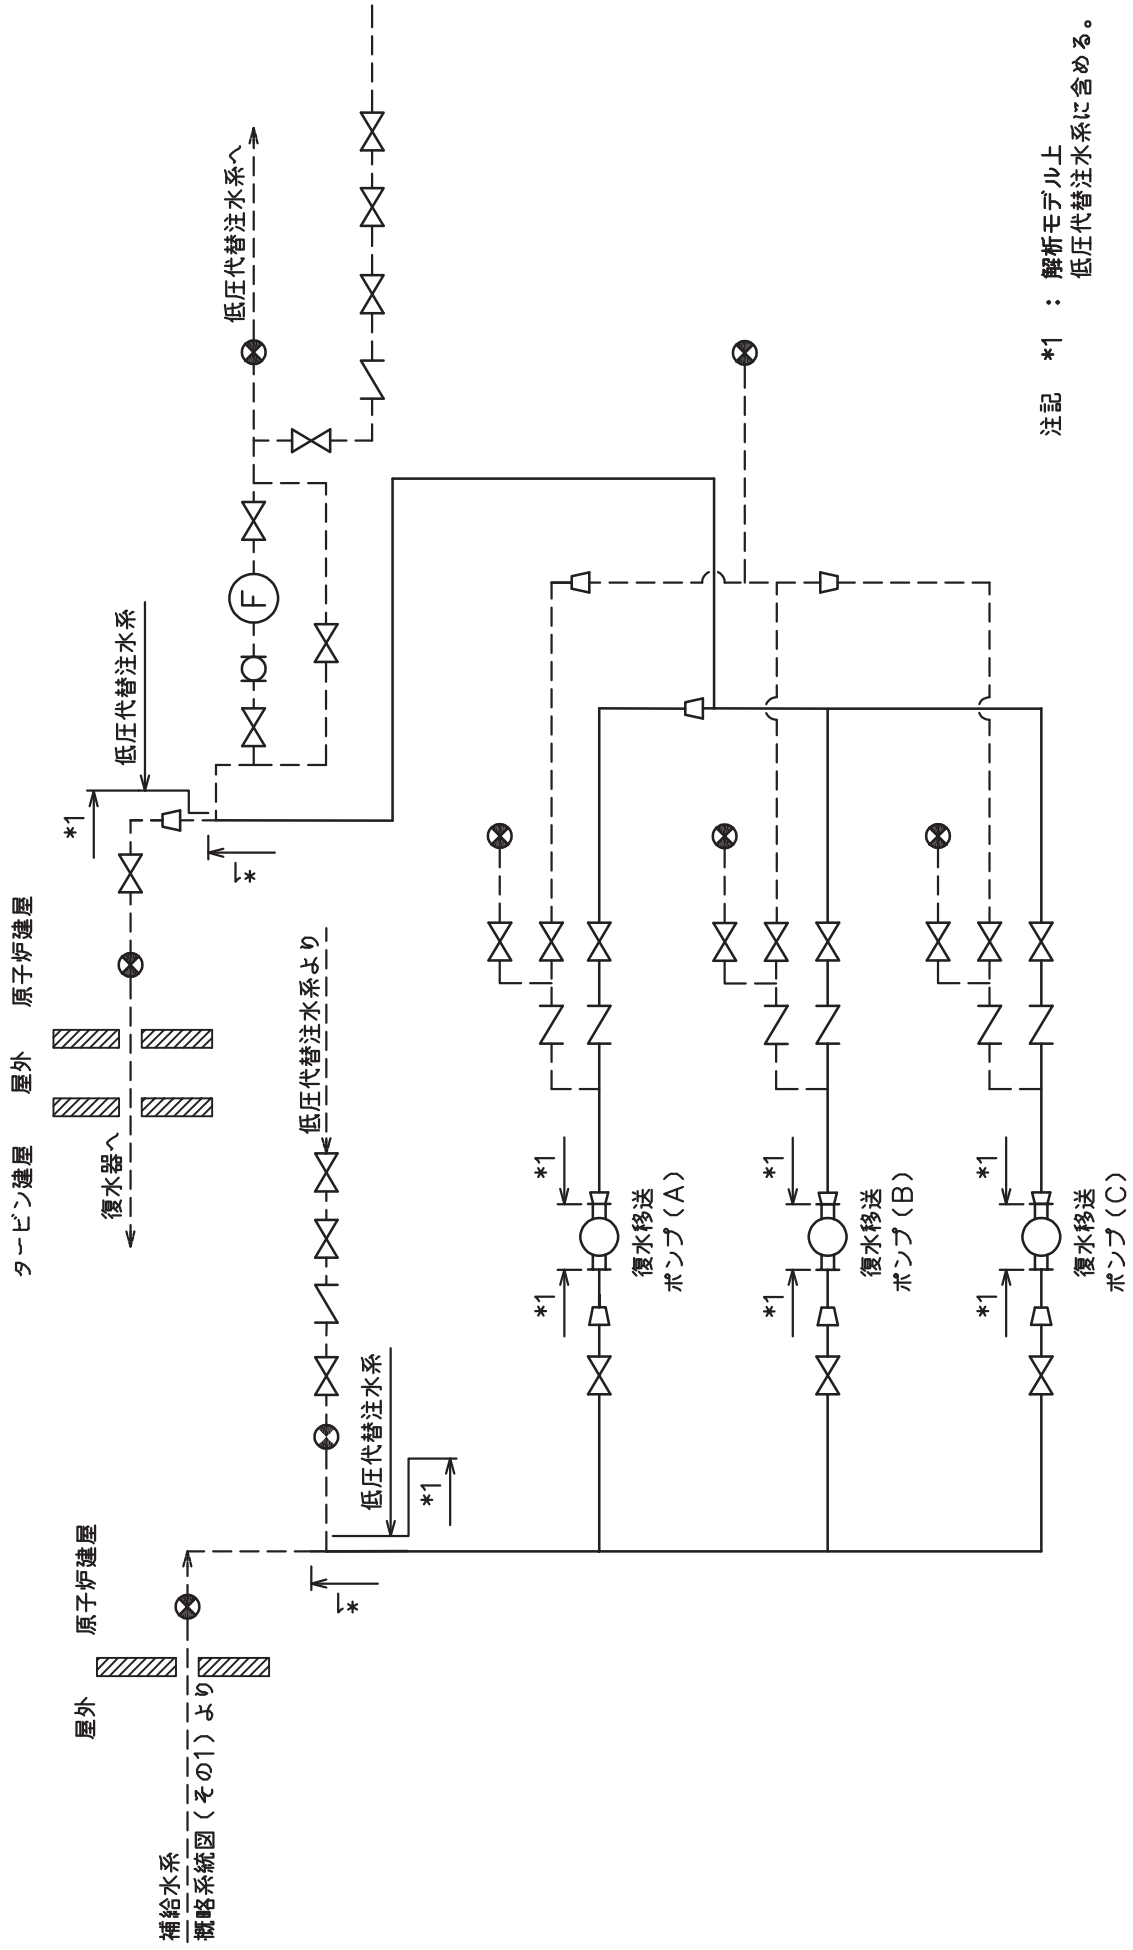 補給水系
概略系統図（その1）より
屋外
原子炉建屋
*1
低圧代替注水系
*1
低圧代替注水系より
タービン建屋
屋外
原子炉建屋
復水器へ
*1
*1
低圧代替注水系
F
低圧代替注水系へ
*1
*1
復水移送
ポンプ（A）
*1
*1
復水移送
ポンプ（B）
*1
*1
復水移送
ポンプ（C）
注記　*1　：解析モデル上
低圧代替注水系に含める。